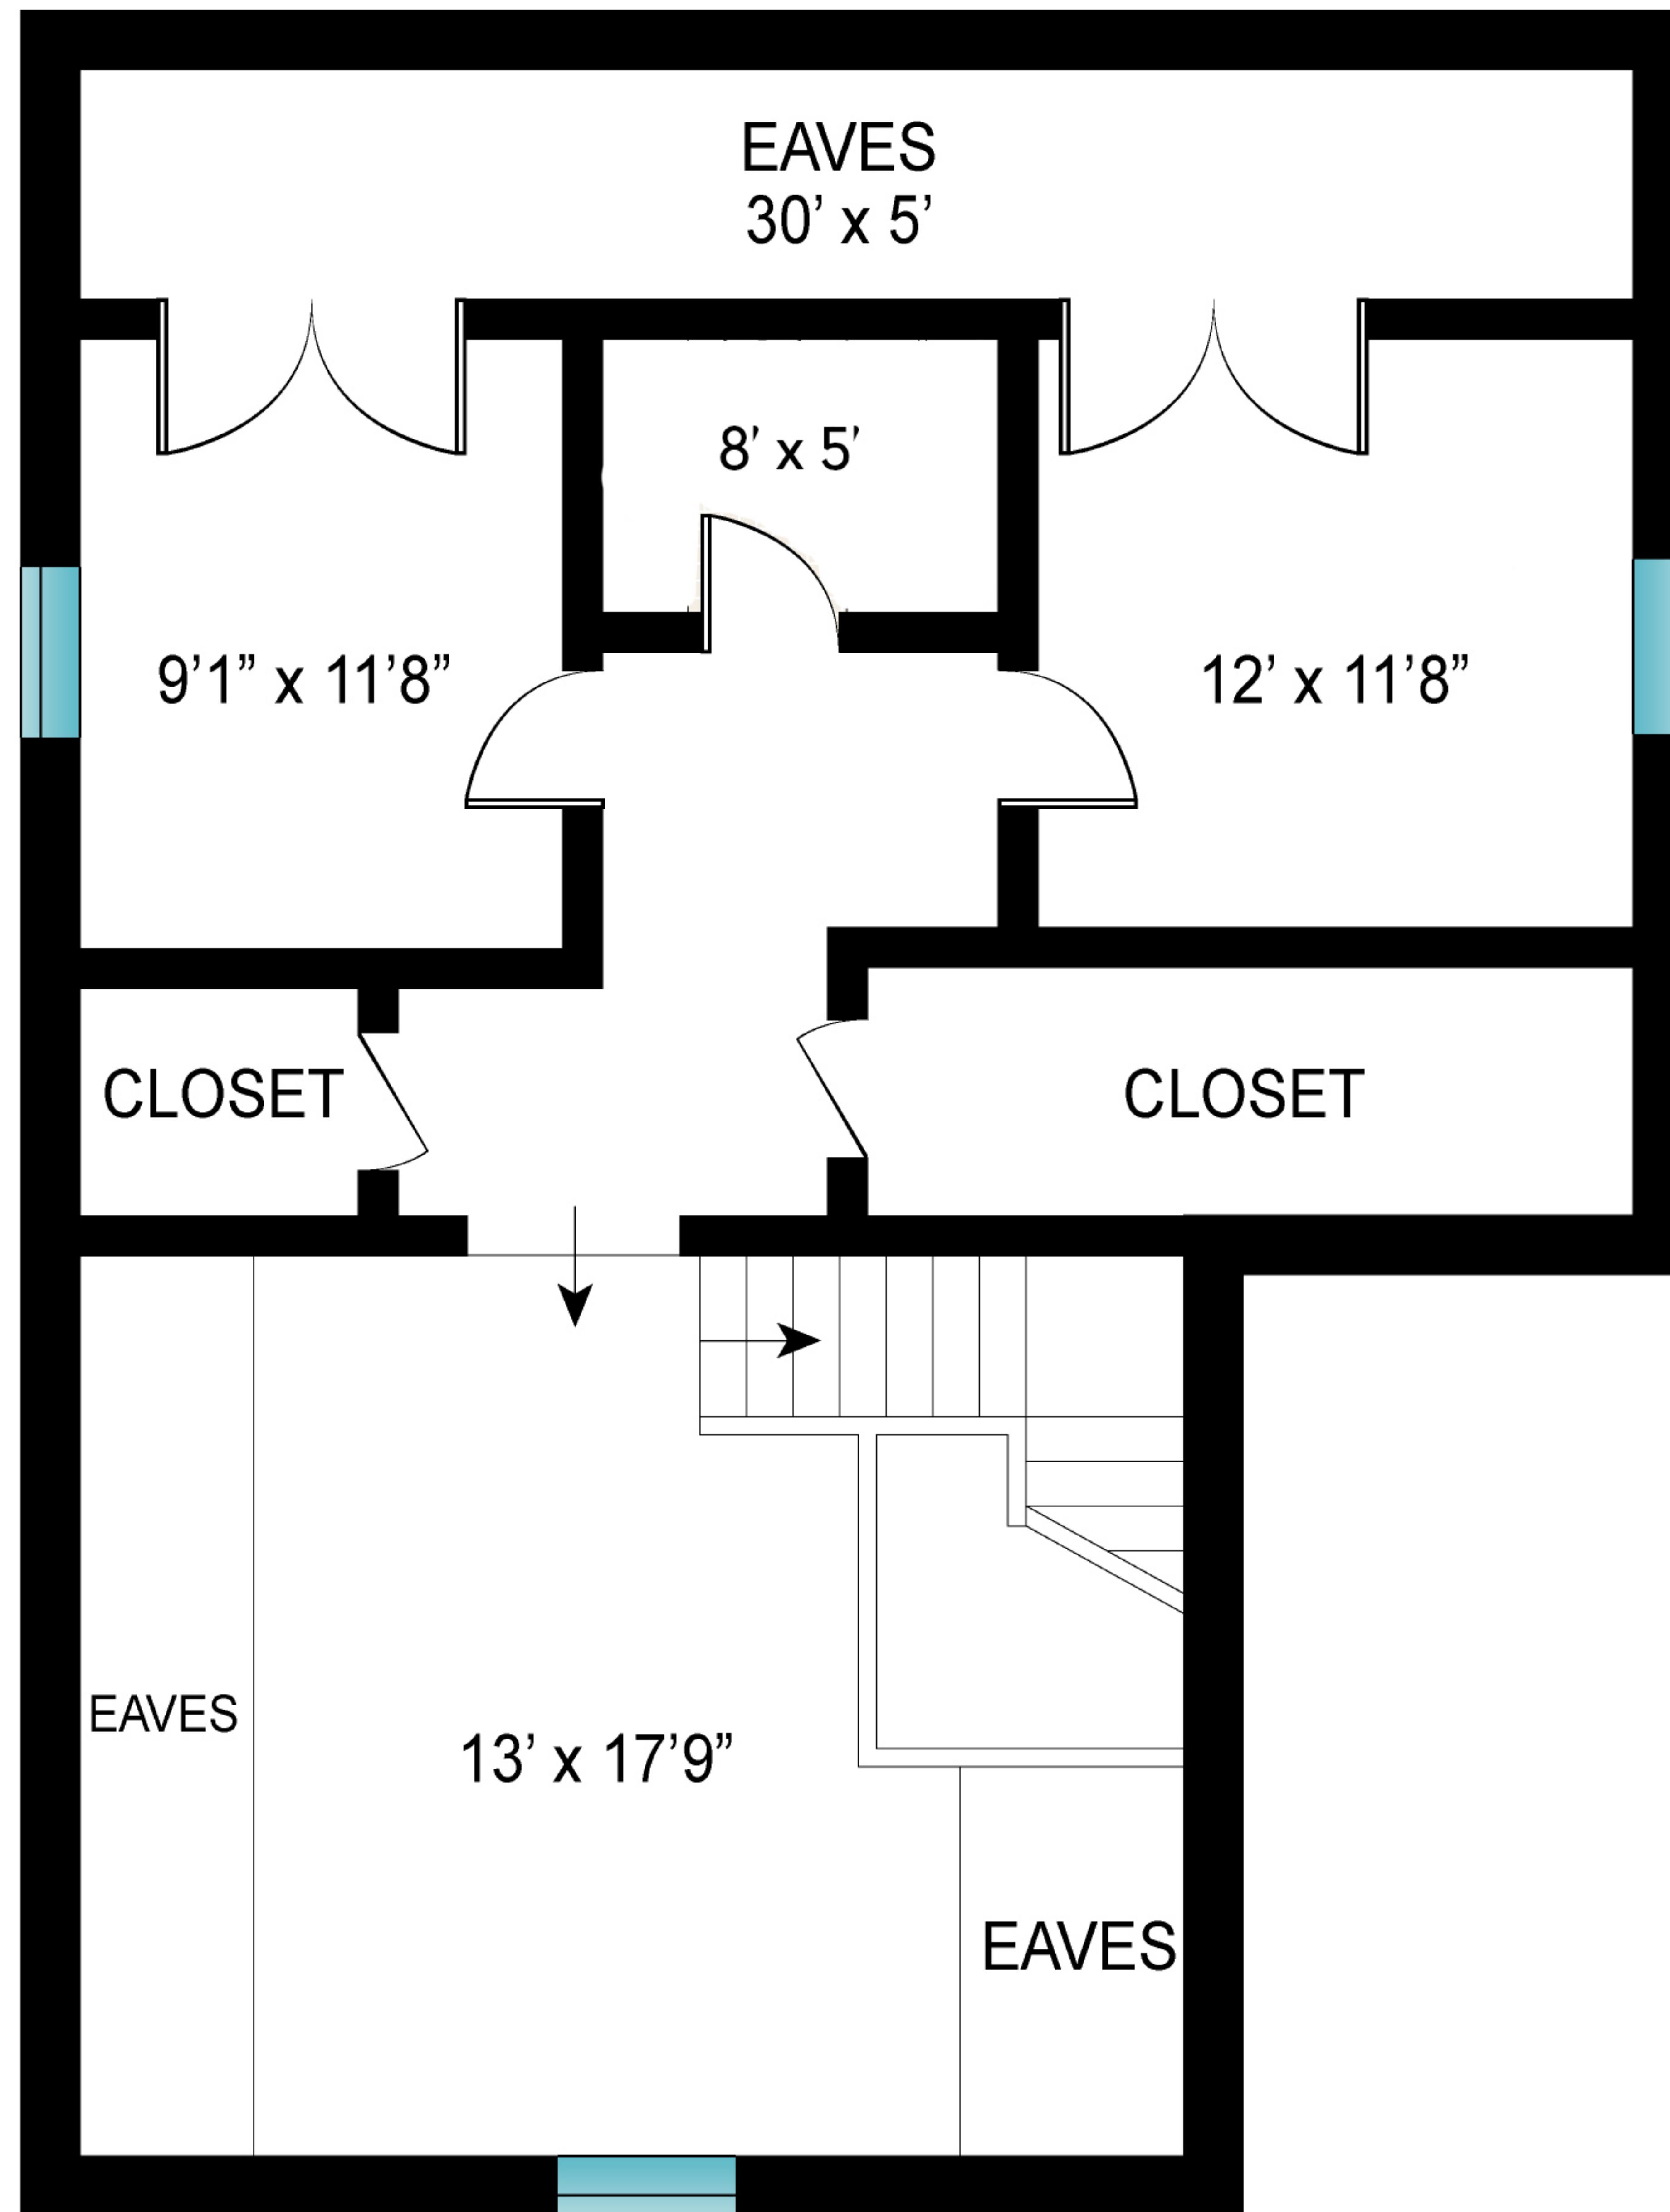 EAVES
30’ x 5’
8’ x 5’
9’1” x 11’8”
12’ x 11’8”
CLOSET
CLOSET
EAVES
13’ x 17’9”
EAVES